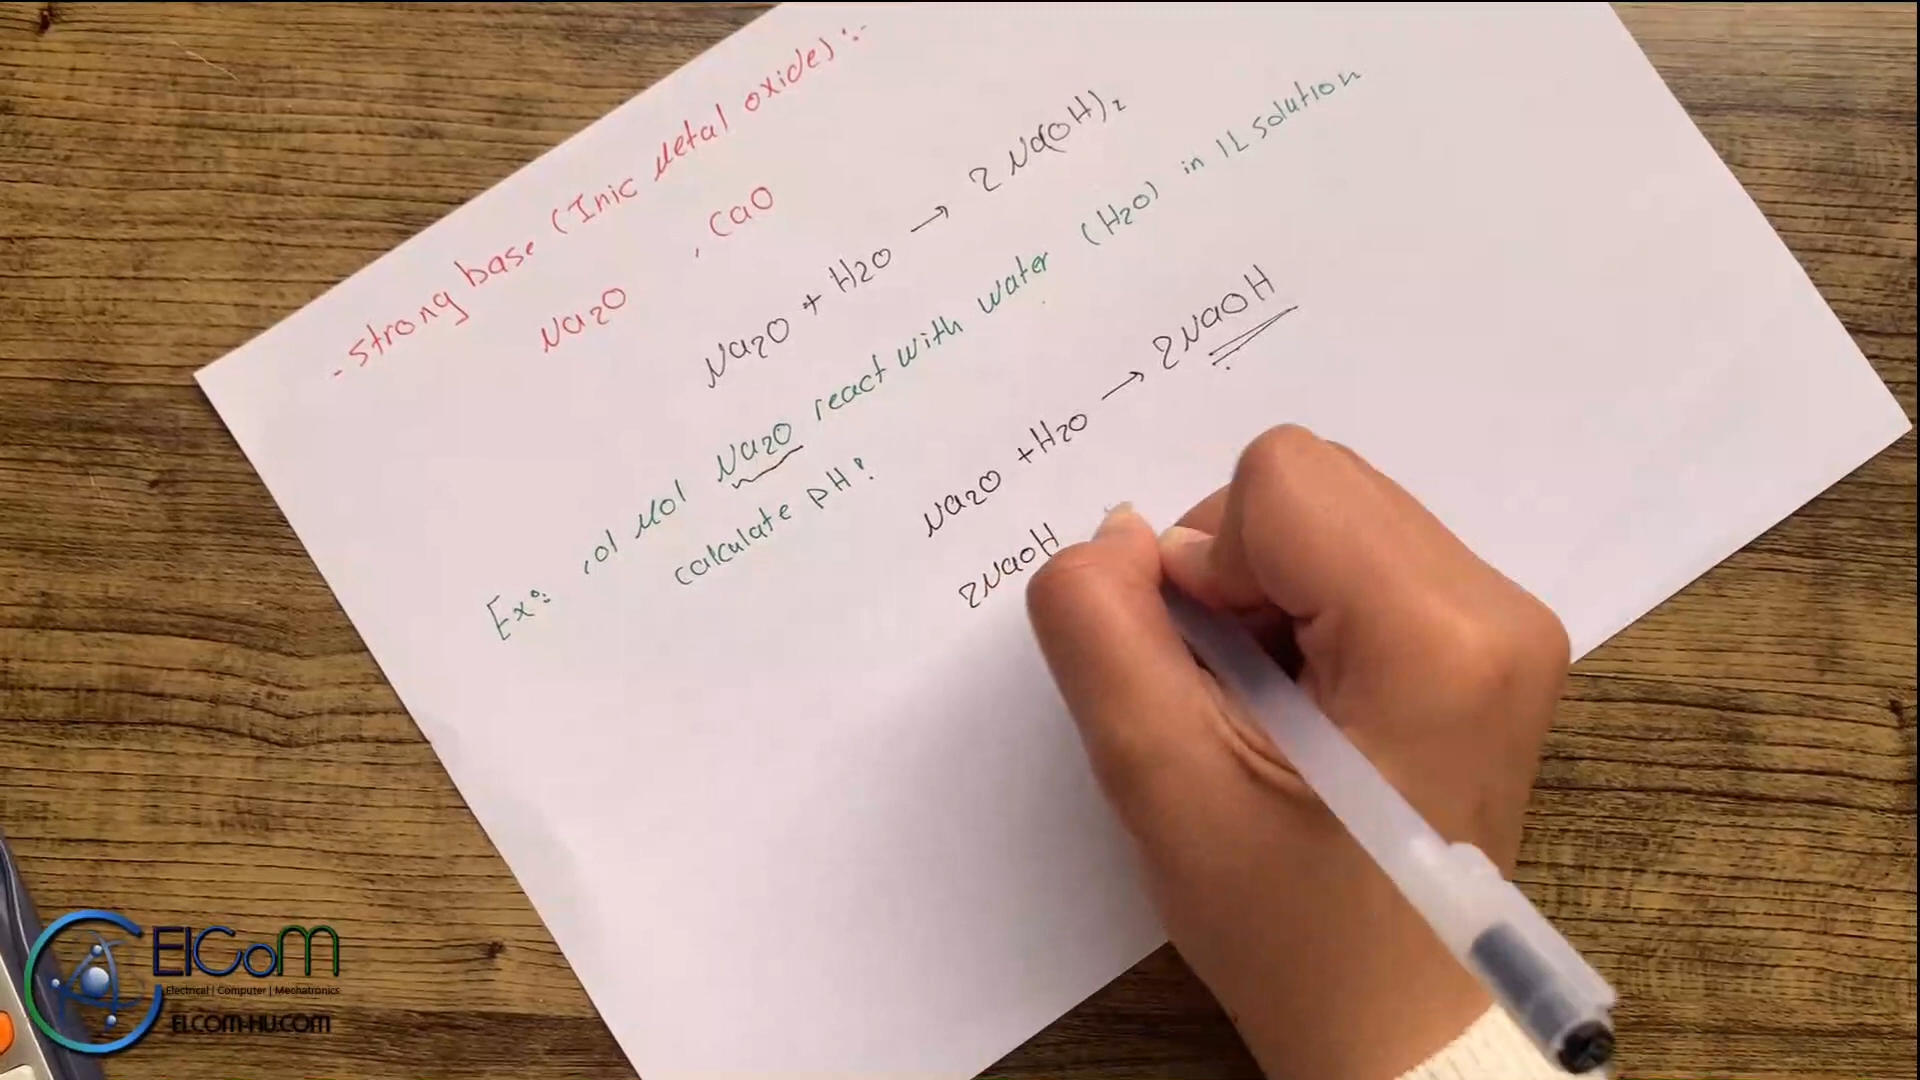 - strong base (Inic Metal oxide) :-
Na2O , CaO
Na2O + H2O → 2 Na(OH)2
Ex: .01 Mol Na2O react with water (H2O) in 1L solution
calculate pH?
Na2O + H2O → 2NaOH
2NaOH
ElCoM
Electrical | Computer | Mechatronics
ELCOM-HU.COM